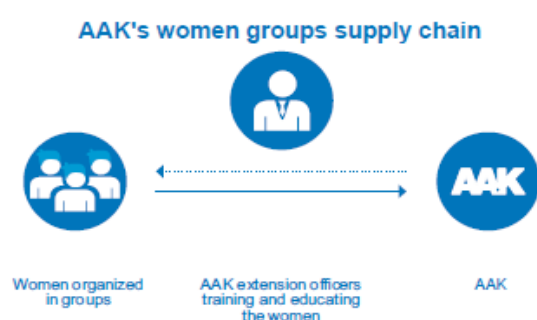 AAK's women groups supply chain
AAK
Women organized
in groups
AAK extension officers
training and educating
the women
AAK